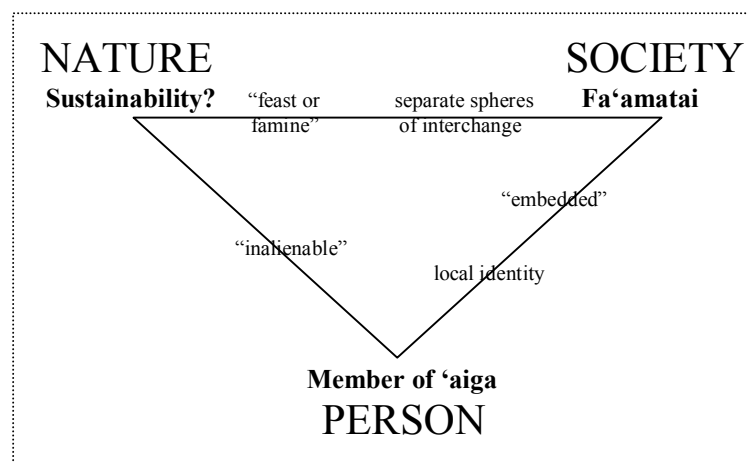 NATURE
SOCIETY
Sustainability?
“feast or
famine”
separate spheres
of interchange
Fa‘amatai
“embedded”
“inalienable”
local identity
Member of ‘aiga
PERSON